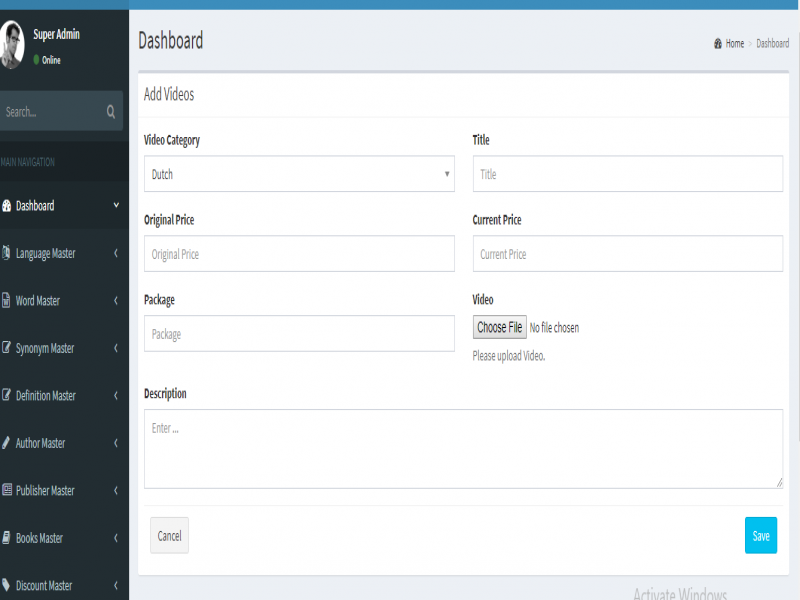 Super Admin
Online
Search...
MAIN NAVIGATION
Dashboard
Language Master
Word Master
Synonym Master
Definition Master
Author Master
Publisher Master
Books Master
Discount Master
Dashboard
Home > Dashboard
Add Videos
Video Category
Dutch
Title
Title
Original Price
Original Price
Current Price
Current Price
Package
Package
Video
Choose File No file chosen
Please upload Video.
Description
Enter ...
Cancel
Save
Activate Windows